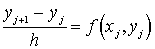 (y_{j+1} - y_j) / h = f(x_j, y_j)